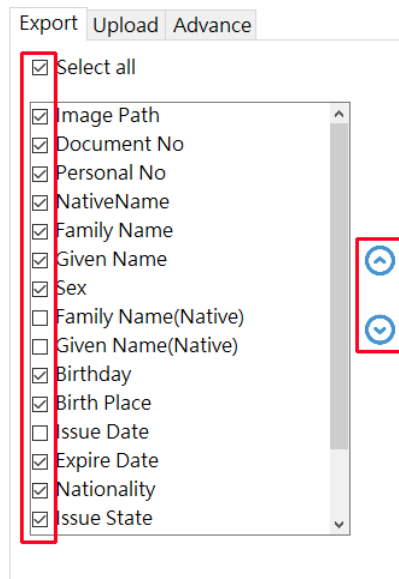 Export Upload Advance
Select all
Image Path
Document No
Personal No
NativeName
Family Name
Given Name
Sex
Family Name(Native)
Given Name(Native)
Birthday
Birth Place
Issue Date
Expire Date
Nationality
Issue State